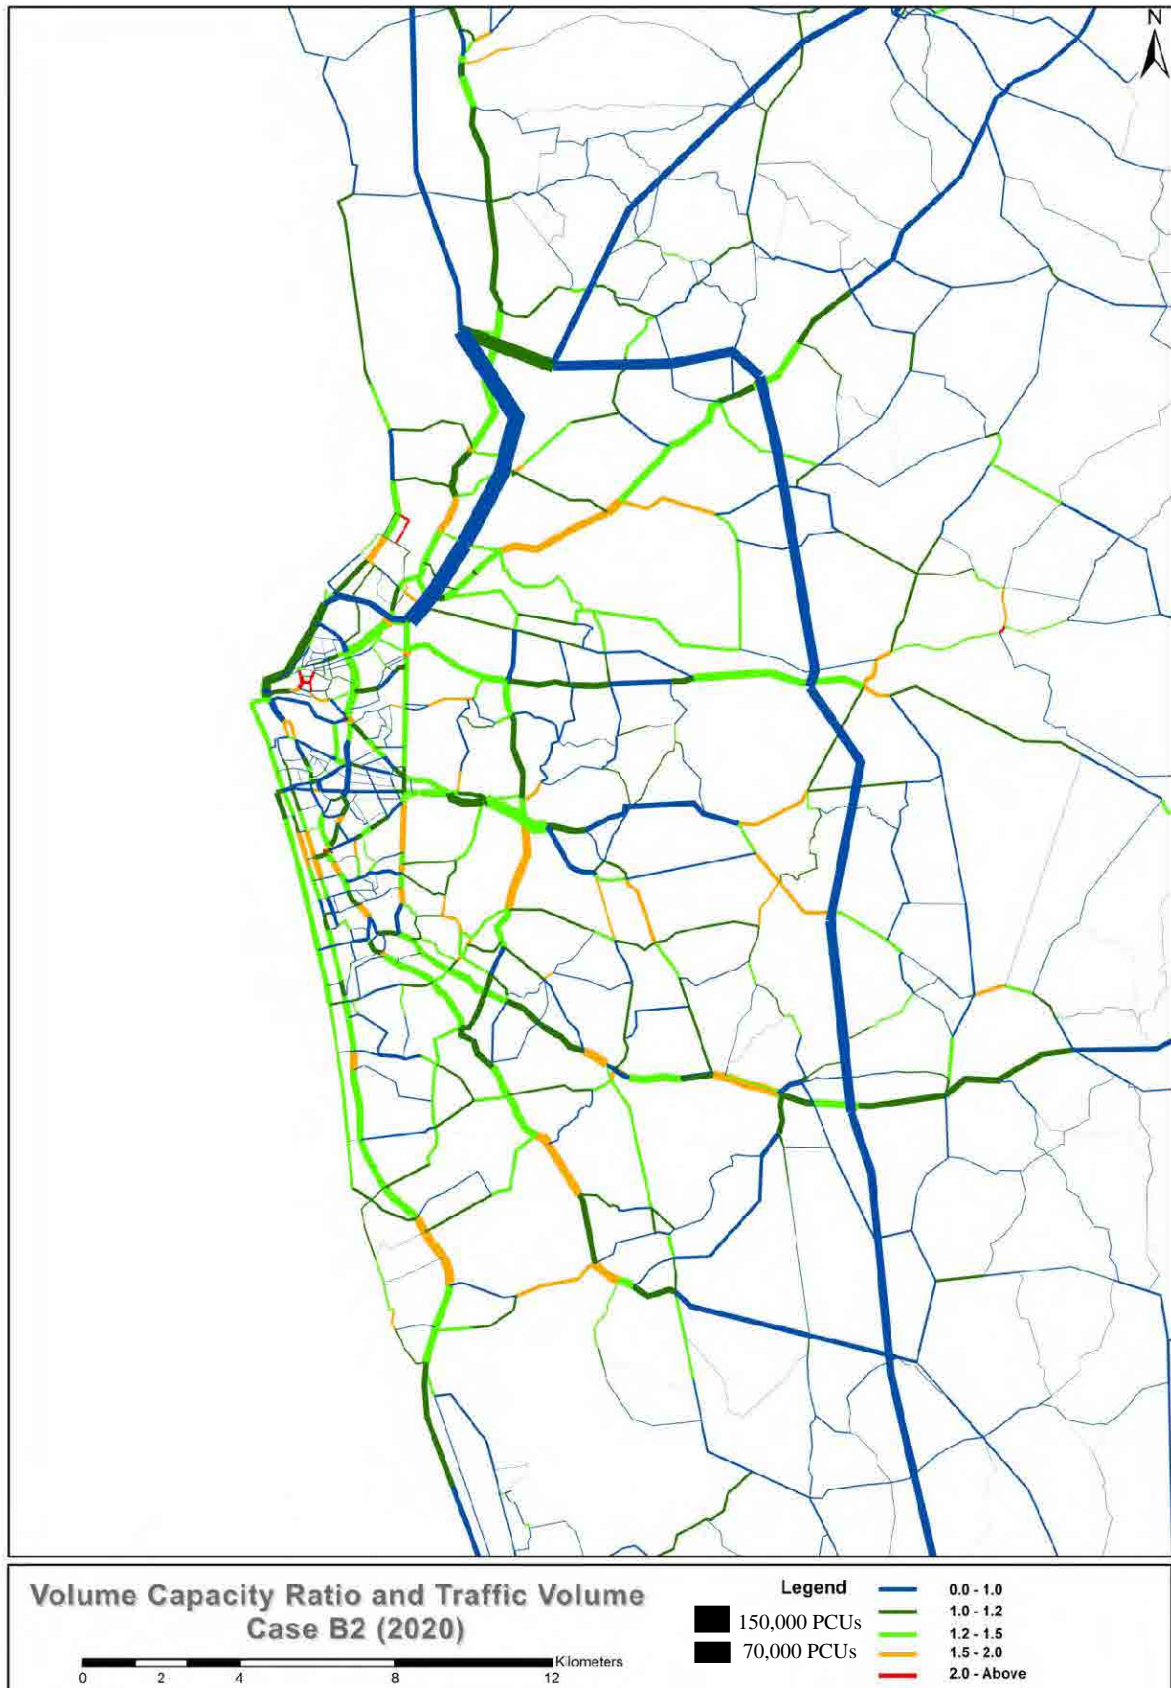 N
Volume Capacity Ratio and Traffic Volume
Case B2 (2020)
Kilometers
0 2 4 8 12
Legend
150,000 PCUs
70,000 PCUs
0.0 - 1.0
1.0 - 1.2
1.2 - 1.5
1.5 - 2.0
2.0 - Above